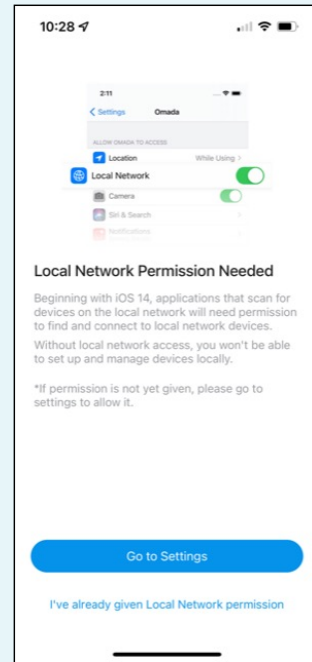 10:28
2:11
Settings
Omada
ALLOW OMADA TO ACCESS
Location
While Using
Local Network
Camera
Siri & Search
Notifications
Local Network Permission Needed
Beginning with iOS 14, applications that scan for
devices on the local network will need permission
to find and connect to local network devices.
Without local network access, you won't be able
to set up and manage devices locally.
*If permission is not yet given, please go to
settings to allow it.
Go to Settings
I've already given Local Network permission